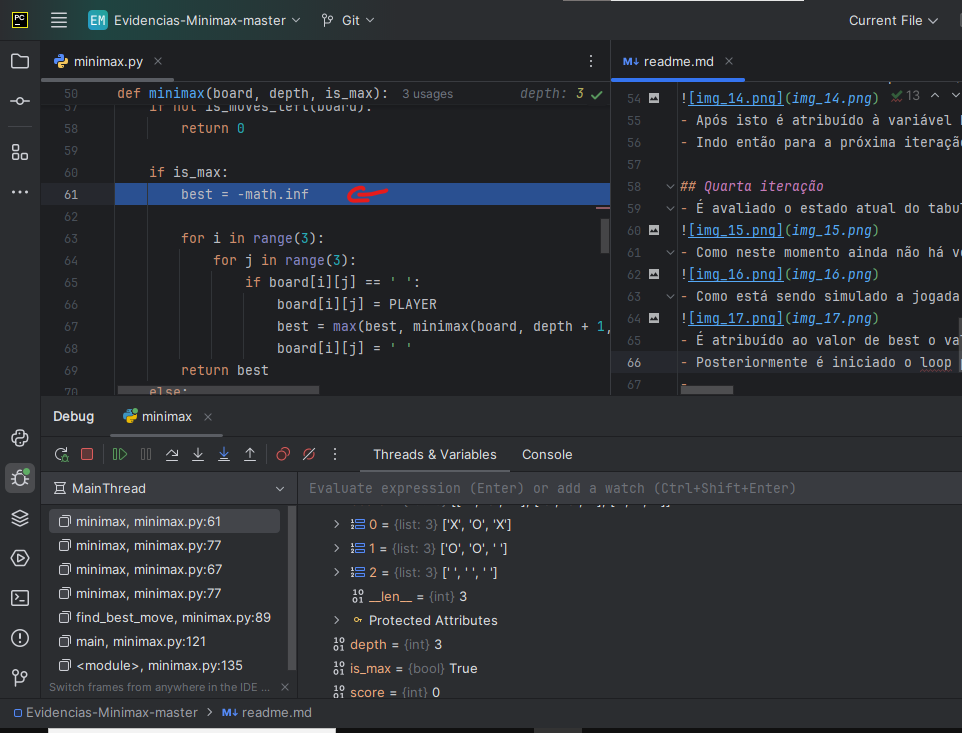 PC
EM Evidencias-Minimax-master
Git
Current File
minimax.py
readme.md
50 def minimax(board, depth, is_max): 3 usages depth: 3
57 if not is_moves_left(board):
58 return 0
59
60 if is_max:
61 best = -math.inf
62
63 for i in range(3):
64 for j in range(3):
65 if board[i][j] == ' ':
66 board[i][j] = PLAYER
67 best = max(best, minimax(board, depth + 1,
68 board[i][j] = ' '
69 return best
70 else:
54 ![img_14.png](img_14.png) 13
55 - Após isto é atribuído à variável
56 - Indo então para a próxima iteração
57
58 ## Quarta iteração
59 - É avaliado o estado atual do tabu
60 ![img_15.png](img_15.png)
61 - Como neste momento ainda não há v
62 ![img_16.png](img_16.png)
63 - Como está sendo simulado a jogada
64 ![img_17.png](img_17.png)
65 - É atribuído ao valor de best o va
66 - Posteriormente é iniciado o loop
67 -
Debug
minimax
Threads & Variables
Console
MainThread
Evaluate expression (Enter) or add a watch (Ctrl+Shift+Enter)
minimax, minimax.py:61
minimax, minimax.py:77
minimax, minimax.py:67
minimax, minimax.py:77
find_best_move, minimax.py:89
main, minimax.py:121
<module>, minimax.py:135
Switch frames from anywhere in the IDE ...
0 = {list: 3} ['X', 'O', 'X']
1 = {list: 3} ['O', 'O', ' ']
2 = {list: 3} [' ', ' ', ' ']
__len__ = {int} 3
Protected Attributes
depth = {int} 3
is_max = {bool} True
score = {int} 0
Evidencias-Minimax-master > readme.md